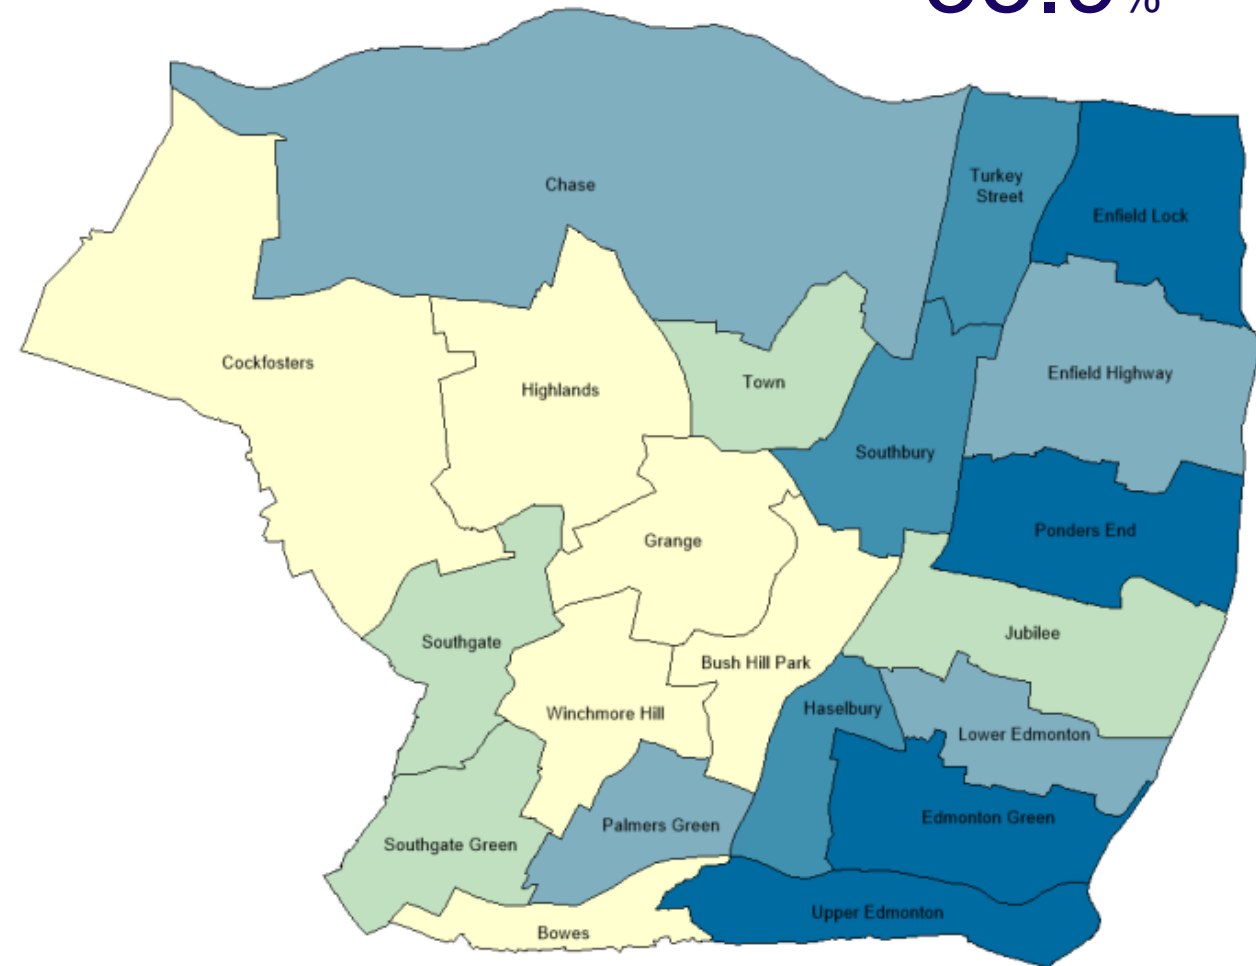 %
Chase
Turkey
Street
Enfield Lock
Cockfosters
Highlands
Town
Enfield Highway
Southbury
Grange
Ponders End
Southgate
Bush Hill Park
Jubilee
Winchmore Hill
Haselbury
Lower Edmonton
Palmers Green
Edmonton Green
Southgate Green
Upper Edmonton
Bowes